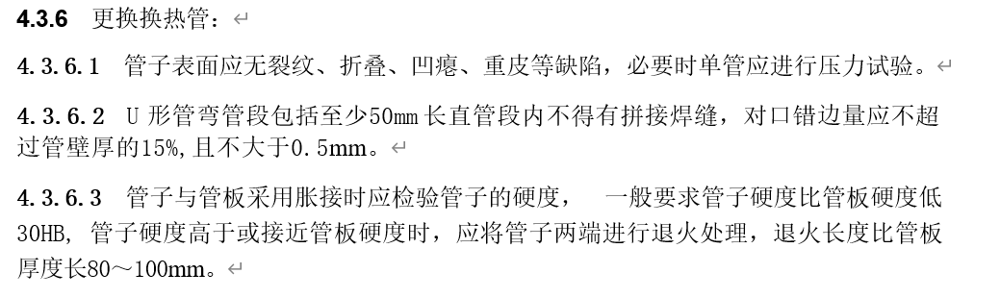 4.3.6 更换换热管：
4.3.6.1 管子表面应无裂纹、折叠、凹瘪、重皮等缺陷，必要时单管应进行压力试验。
4.3.6.2 U 形管弯管段包括至少50mm长直管段内不得有拼接焊缝，对口错边量应不超
过管壁厚的15%,且不大于0.5mm。
4.3.6.3 管子与管板采用胀接时应检验管子的硬度， 一般要求管子硬度比管板硬度低
30HB, 管子硬度高于或接近管板硬度时，应将管子两端进行退火处理，退火长度比管板
厚度长80～100mm。